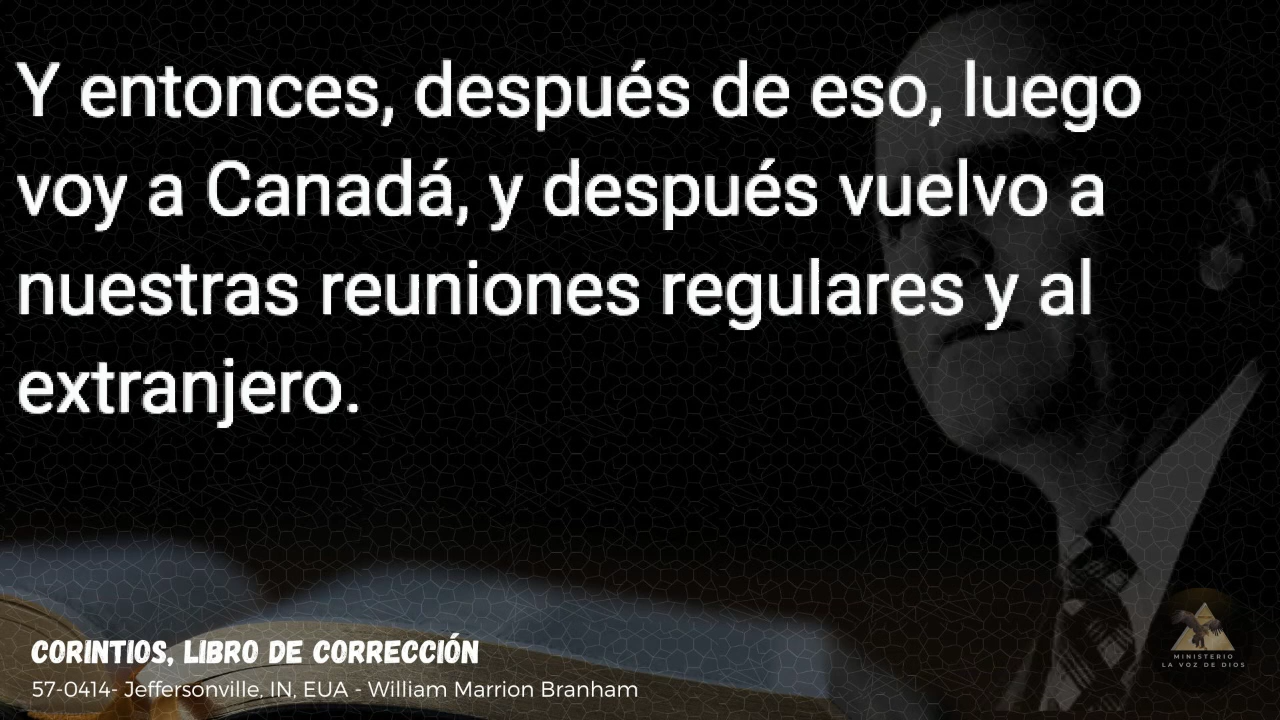 Y entonces, después de eso, luego
voy a Canadá, y después vuelvo a
nuestras reuniones regulares y al
extranjero.
CORINTIOS, LIBRO DE CORRECCIÓN
57-0414- Jeffersonville, IN, EUA - William Marrion Branham
MINISTERIO
LA VOZ DE DIOS